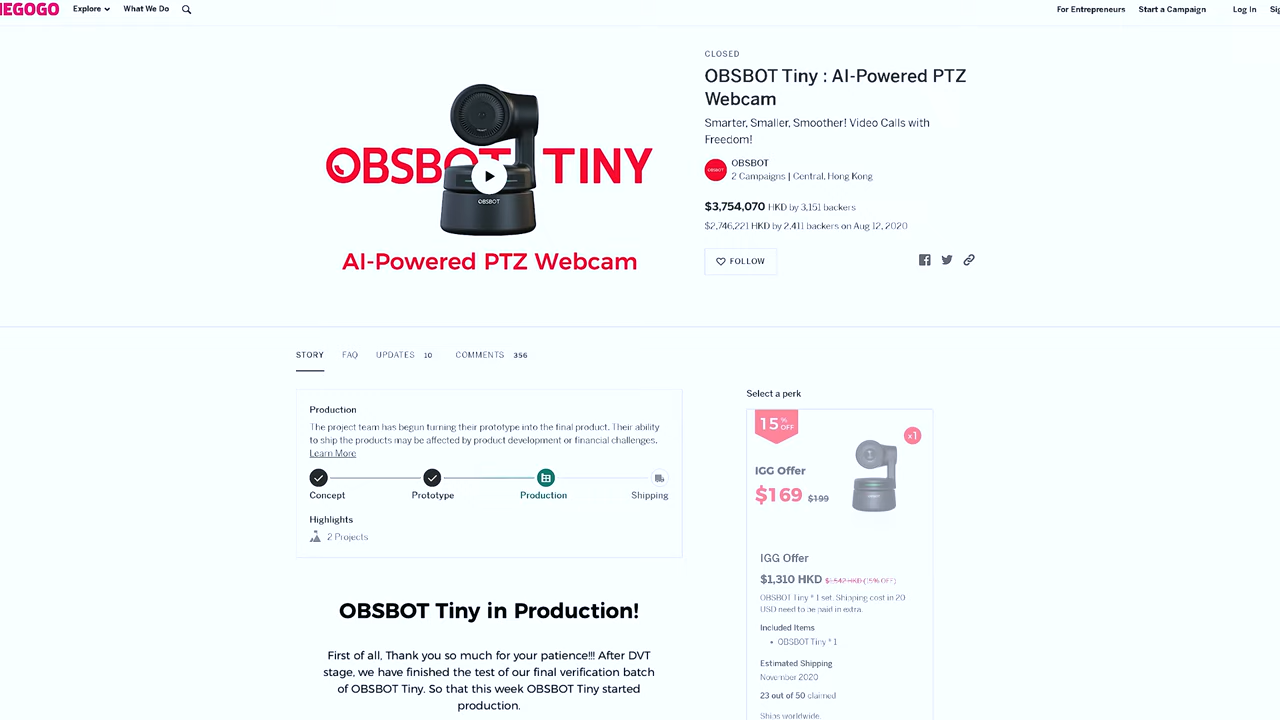 IEGOGO Explore What We Do For Entrepreneurs Start a Campaign Log In
CLOSED
OBSBOT Tiny : AI-Powered PTZ
Webcam
Smarter, Smaller, Smoother! Video Calls with
Freedom!
OBSBOT
OBSBOT
2 Campaigns | Central, Hong Kong
$3,754,070 HKD by 3,151 backers
$2,746,221 HKD by 2,411 backers on Aug 12, 2020
FOLLOW
OBSBOT TINY
OBSBOT
AI-Powered PTZ Webcam
STORY FAQ UPDATES 10 COMMENTS 356
Production
The project team has begun turning their prototype into the final product. Their ability
to ship the products may be affected by product development or financial challenges.
Learn More
Concept Prototype Production Shipping
Highlights
2 Projects
OBSBOT Tiny in Production!
First of all, Thank you so much for your patience!!! After DVT
stage, we have finished the test of our final verification batch
of OBSBOT Tiny. So that this week OBSBOT Tiny started
production.
Select a perk
15 % OFF
x1
IGG Offer
$169 $199
IGG Offer
$1,310 HKD $1,542 HKD (15% OFF)
OBSBOT Tiny * 1 set. Shipping cost in 20
USD need to be paid in extra.
Included Items
• OBSBOT Tiny * 1
Estimated Shipping
November 2020
23 out of 50 claimed
Ships worldwide.